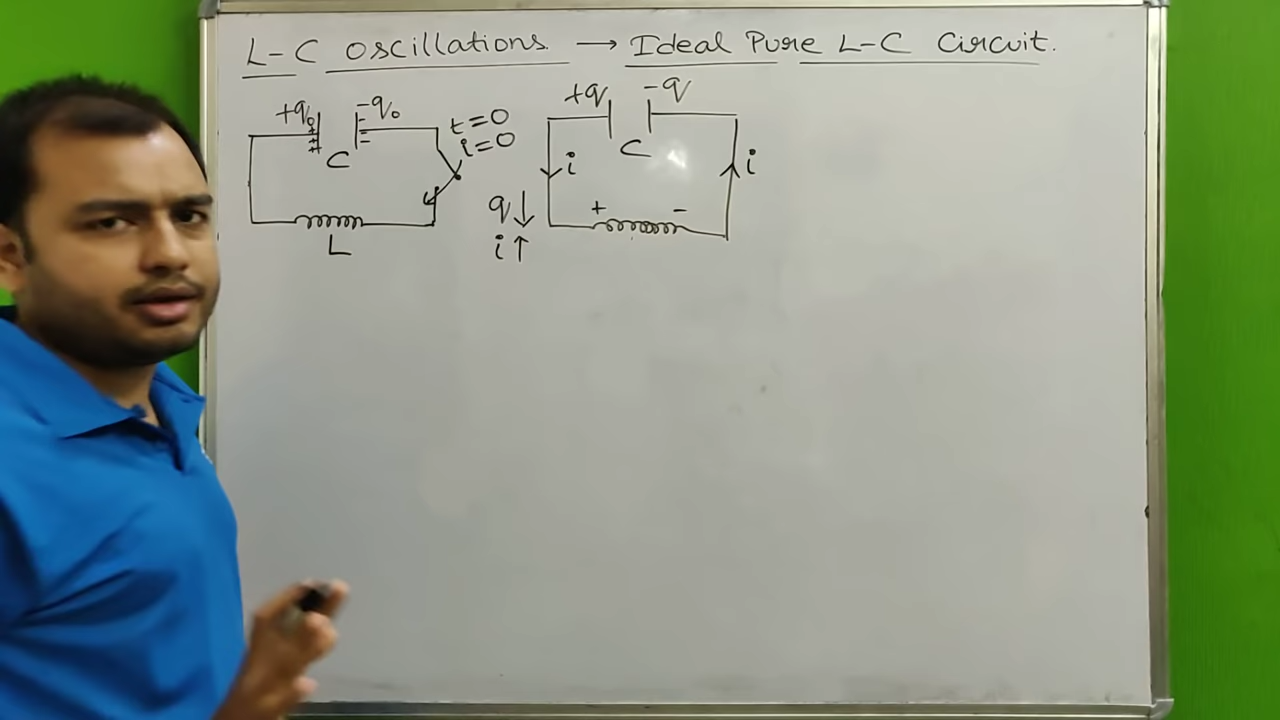 L-C oscillations → Ideal Pure L-C Circuit.
+q₀ -q₀
C
L
t=0
i=0
+q -q
C
i i
+ -
q↓
i↑